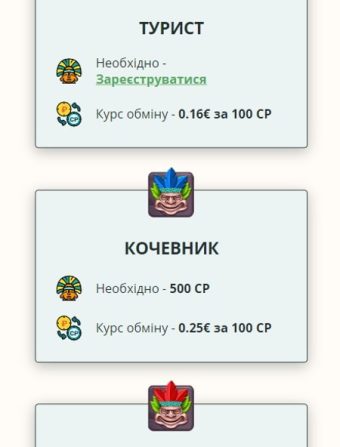 ТУРИСТ
Необхідно -
Зареєструватися
Курс обміну - 0.16€ за 100 CP
КОЧЕВНИК
Необхідно - 500 CP
Курс обміну - 0.25€ за 100 CP